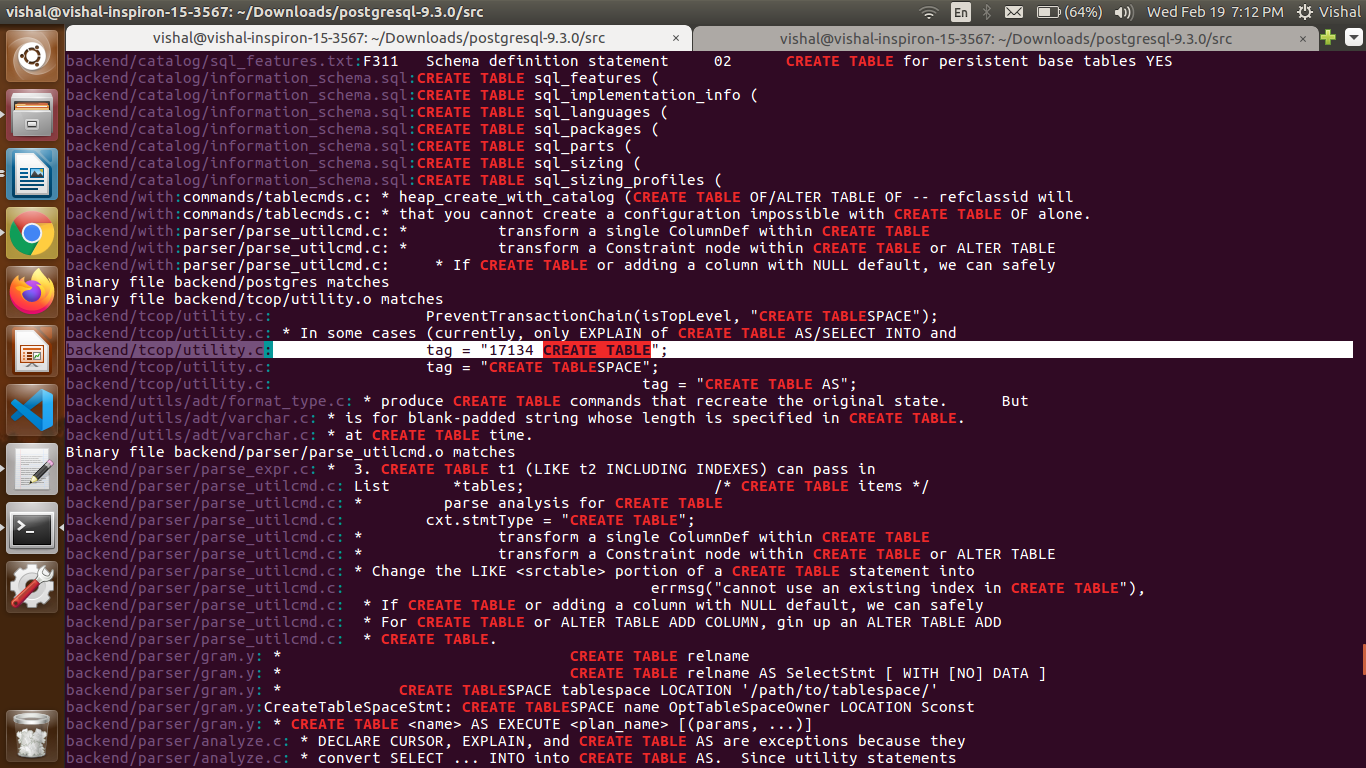 vishal@vishal-inspiron-15-3567: ~/Downloads/postgresql-9.3.0/src En (64%) Wed Feb 19 7:12 PM Vishal
vishal@vishal-inspiron-15-3567: ~/Downloads/postgresql-9.3.0/src × vishal@vishal-inspiron-15-3567: ~/Downloads/postgresql-9.3.0/src ×
backend/catalog/sql_features.txt:F311   Schema definition statement     02      CREATE TABLE for persistent base tables YES
backend/catalog/information_schema.sql:CREATE TABLE sql_features (
backend/catalog/information_schema.sql:CREATE TABLE sql_implementation_info (
backend/catalog/information_schema.sql:CREATE TABLE sql_languages (
backend/catalog/information_schema.sql:CREATE TABLE sql_packages (
backend/catalog/information_schema.sql:CREATE TABLE sql_parts (
backend/catalog/information_schema.sql:CREATE TABLE sql_sizing (
backend/catalog/information_schema.sql:CREATE TABLE sql_sizing_profiles (
backend/with:commands/tablecmds.c: * heap_create_with_catalog (CREATE TABLE OF/ALTER TABLE OF -- refclassid will
backend/with:commands/tablecmds.c: * that you cannot create a configuration impossible with CREATE TABLE OF alone.
backend/with:parser/parse_utilcmd.c: *          transform a single ColumnDef within CREATE TABLE
backend/with:parser/parse_utilcmd.c: *          transform a Constraint node within CREATE TABLE or ALTER TABLE
backend/with:parser/parse_utilcmd.c:     * If CREATE TABLE or adding a column with NULL default, we can safely
Binary file backend/postgres matches
Binary file backend/tcop/utility.o matches
backend/tcop/utility.c:                 PreventTransactionChain(isTopLevel, "CREATE TABLESPACE");
backend/tcop/utility.c: * In some cases (currently, only EXPLAIN of CREATE TABLE AS/SELECT INTO and
backend/tcop/utility.c:                 tag = "17134 CREATE TABLE";
backend/tcop/utility.c:                 tag = "CREATE TABLESPACE";
backend/tcop/utility.c:                                         tag = "CREATE TABLE AS";
backend/utils/adt/format_type.c: * produce CREATE TABLE commands that recreate the original state.      But
backend/utils/adt/varchar.c: * is for blank-padded string whose length is specified in CREATE TABLE.
backend/utils/adt/varchar.c: * at CREATE TABLE time.
Binary file backend/parser/parse_utilcmd.o matches
backend/parser/parse_expr.c: *  3. CREATE TABLE t1 (LIKE t2 INCLUDING INDEXES) can pass in
backend/parser/parse_utilcmd.c: List       *tables;                     /* CREATE TABLE items */
backend/parser/parse_utilcmd.c: *         parse analysis for CREATE TABLE
backend/parser/parse_utilcmd.c:         cxt.stmtType = "CREATE TABLE";
backend/parser/parse_utilcmd.c: *               transform a single ColumnDef within CREATE TABLE
backend/parser/parse_utilcmd.c: *               transform a Constraint node within CREATE TABLE or ALTER TABLE
backend/parser/parse_utilcmd.c: * Change the LIKE <srctable> portion of a CREATE TABLE statement into
backend/parser/parse_utilcmd.c:                                  errmsg("cannot use an existing index in CREATE TABLE"),
backend/parser/parse_utilcmd.c:  * If CREATE TABLE or adding a column with NULL default, we can safely
backend/parser/parse_utilcmd.c:  * For CREATE TABLE or ALTER TABLE ADD COLUMN, gin up an ALTER TABLE ADD
backend/parser/parse_utilcmd.c:  * CREATE TABLE.
backend/parser/gram.y: *                                CREATE TABLE relname
backend/parser/gram.y: *                                CREATE TABLE relname AS SelectStmt [ WITH [NO] DATA ]
backend/parser/gram.y: *             CREATE TABLESPACE tablespace LOCATION '/path/to/tablespace/'
backend/parser/gram.y:CreateTableSpaceStmt: CREATE TABLESPACE name OptTableSpaceOwner LOCATION Sconst
backend/parser/gram.y: * CREATE TABLE <name> AS EXECUTE <plan_name> [(params, ...)]
backend/parser/analyze.c: * DECLARE CURSOR, EXPLAIN, and CREATE TABLE AS are exceptions because they
backend/parser/analyze.c: * convert SELECT ... INTO into CREATE TABLE AS.  Since utility statements